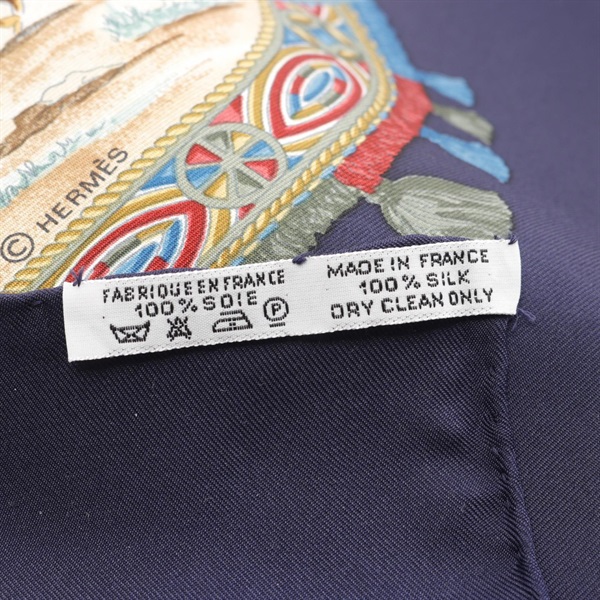 © HERMÈS
FABRIQUE EN FRANCE
100% SOIE
MADE IN FRANCE
100% SILK
DRY CLEAN ONLY